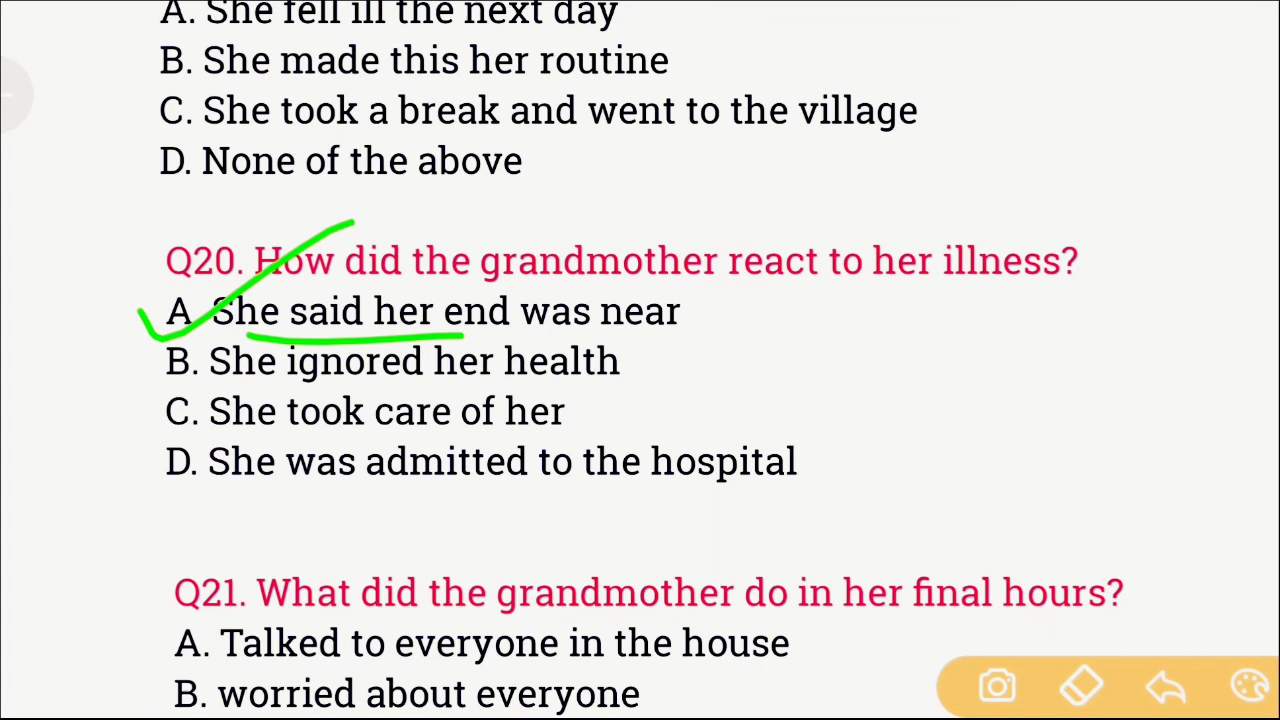 A. She fell ill the next day
B. She made this her routine
C. She took a break and went to the village
D. None of the above
Q20. How did the grandmother react to her illness?
A. She said her end was near
B. She ignored her health
C. She took care of her
D. She was admitted to the hospital
Q21. What did the grandmother do in her final hours?
A. Talked to everyone in the house
B. worried about everyone